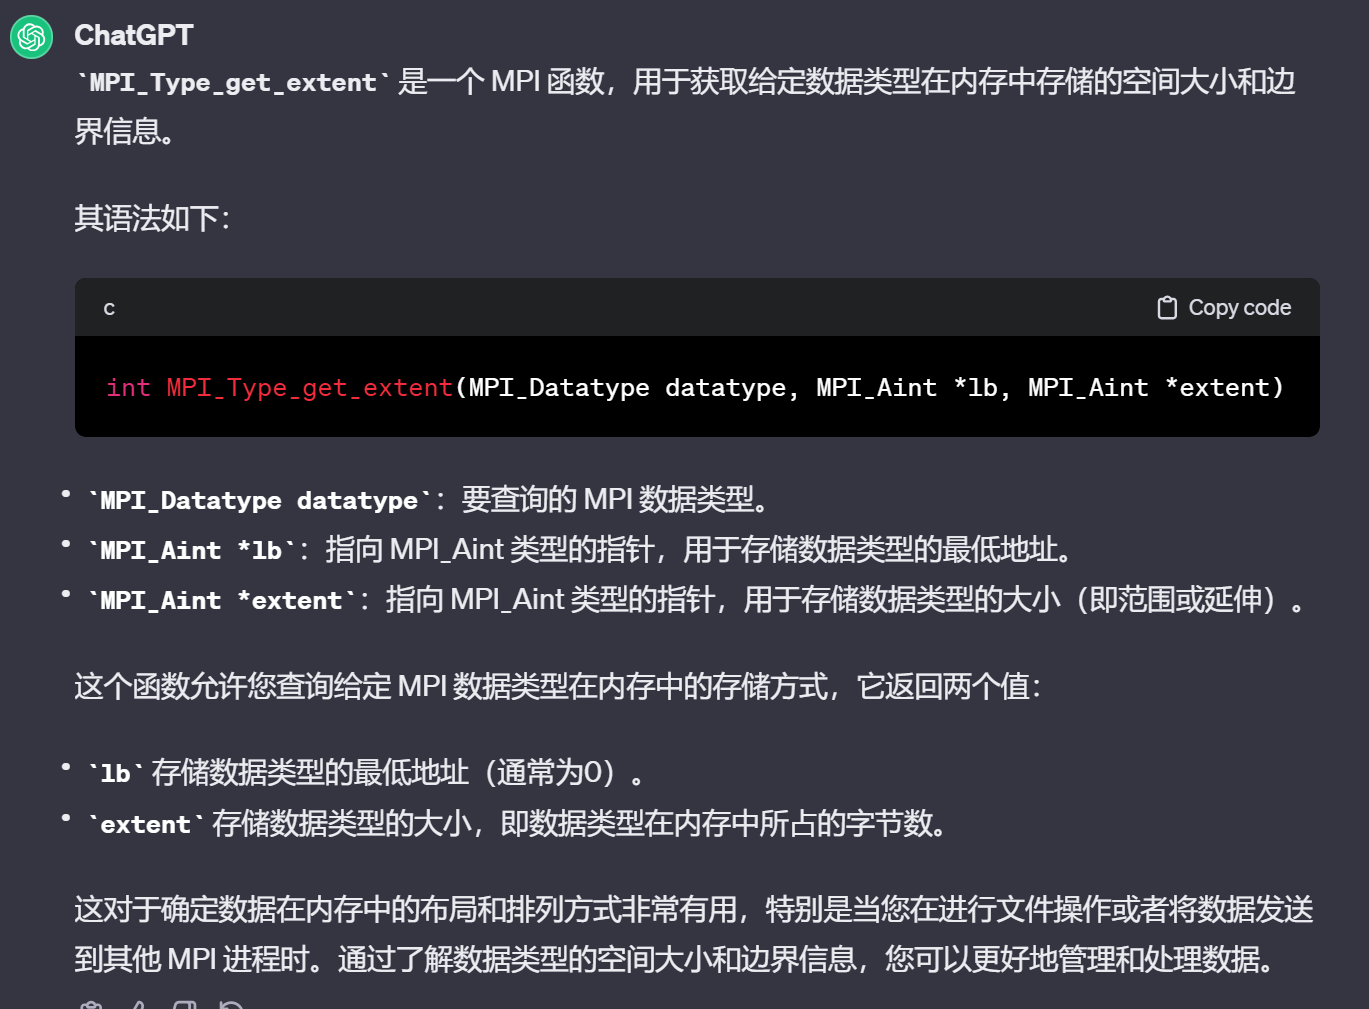 ChatGPT
`MPI_Type_get_extent` 是一个 MPI 函数，用于获取给定数据类型在内存中存储的空间大小和边
界信息。
其语法如下：
c
Copy code
int MPI_Type_get_extent(MPI_Datatype datatype, MPI_Aint *lb, MPI_Aint *extent)
• `MPI_Datatype datatype`：要查询的 MPI 数据类型。
• `MPI_Aint *lb`：指向 MPI_Aint 类型的指针，用于存储数据类型的最低地址。
• `MPI_Aint *extent`：指向 MPI_Aint 类型的指针，用于存储数据类型的大小（即范围或延伸）。
这个函数允许您查询给定 MPI 数据类型在内存中的存储方式，它返回两个值：
• `lb` 存储数据类型的最低地址（通常为0）。
• `extent` 存储数据类型的大小，即数据类型在内存中所占的字节数。
这对于确定数据在内存中的布局和排列方式非常有用，特别是当您在进行文件操作或者将数据发送
到其他 MPI 进程时。通过了解数据类型的空间大小和边界信息，您可以更好地管理和处理数据。